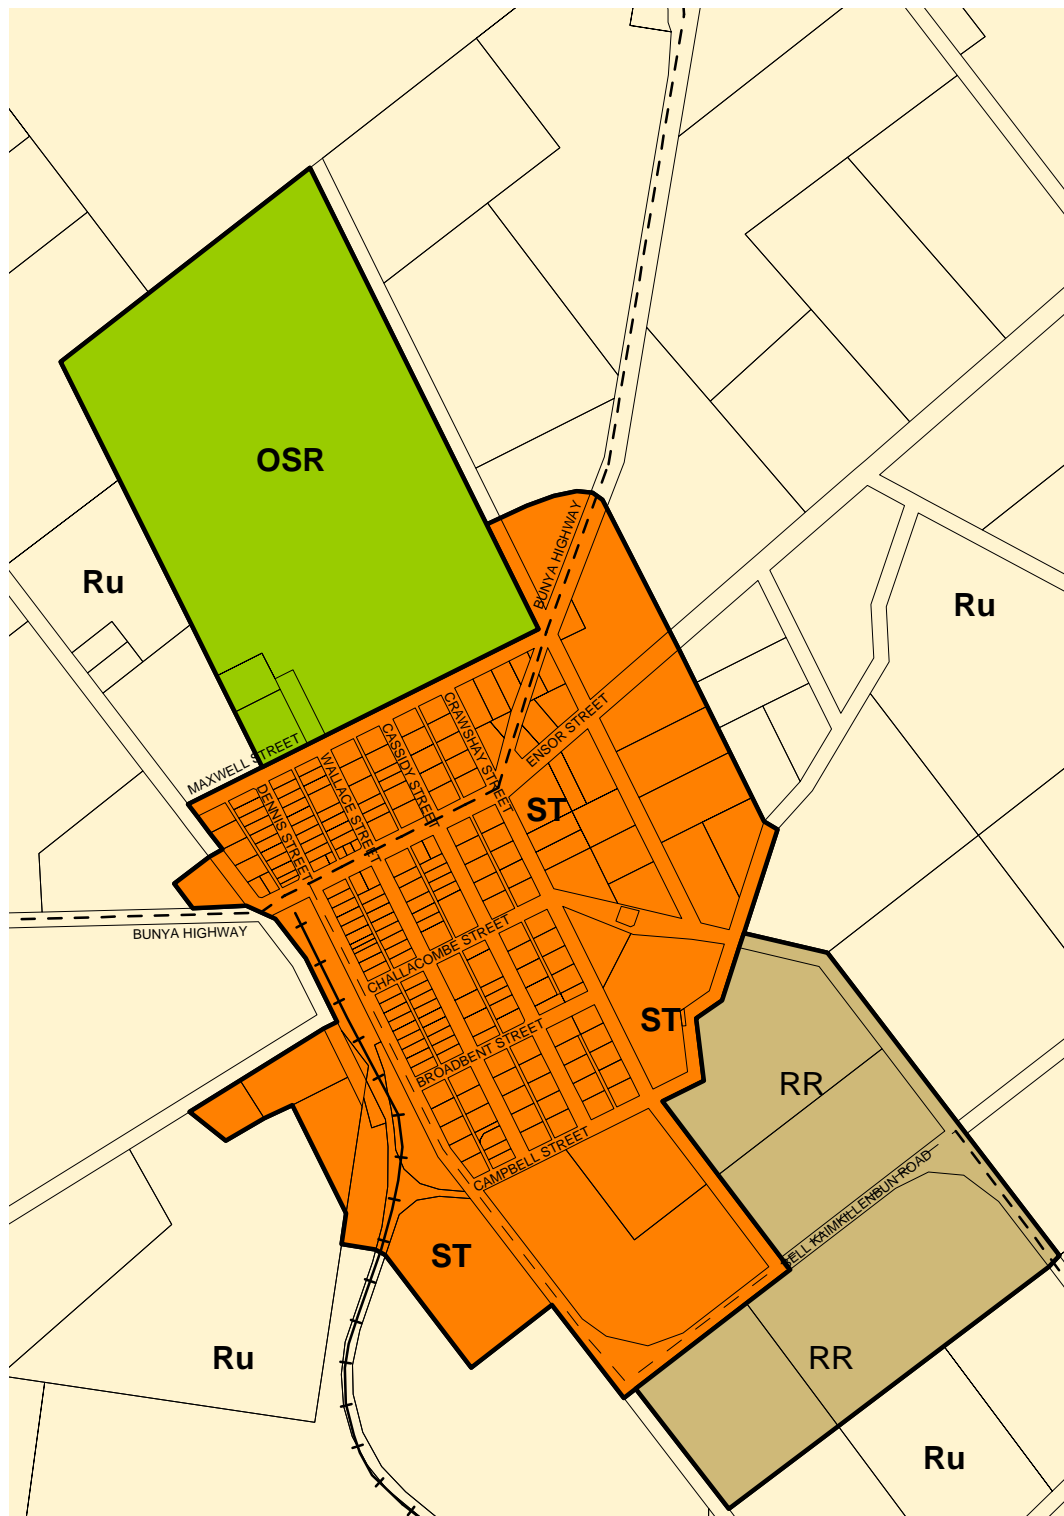 OSR
BUNYA HIGHWAY
Ru
Ru
CRAWSHAY STREET
ENSOR STREET
CASSIDY STREET
MAXWELL STREET
WALLACE STREET
DENNIS STREET
ST
BUNYA HIGHWAY
CHALLACOMBE STREET
ST
BROADBENT STREET
RR
CAMPBELL STREET
BELL KAIMKILLENBUN ROAD
ST
Ru
RR
Ru